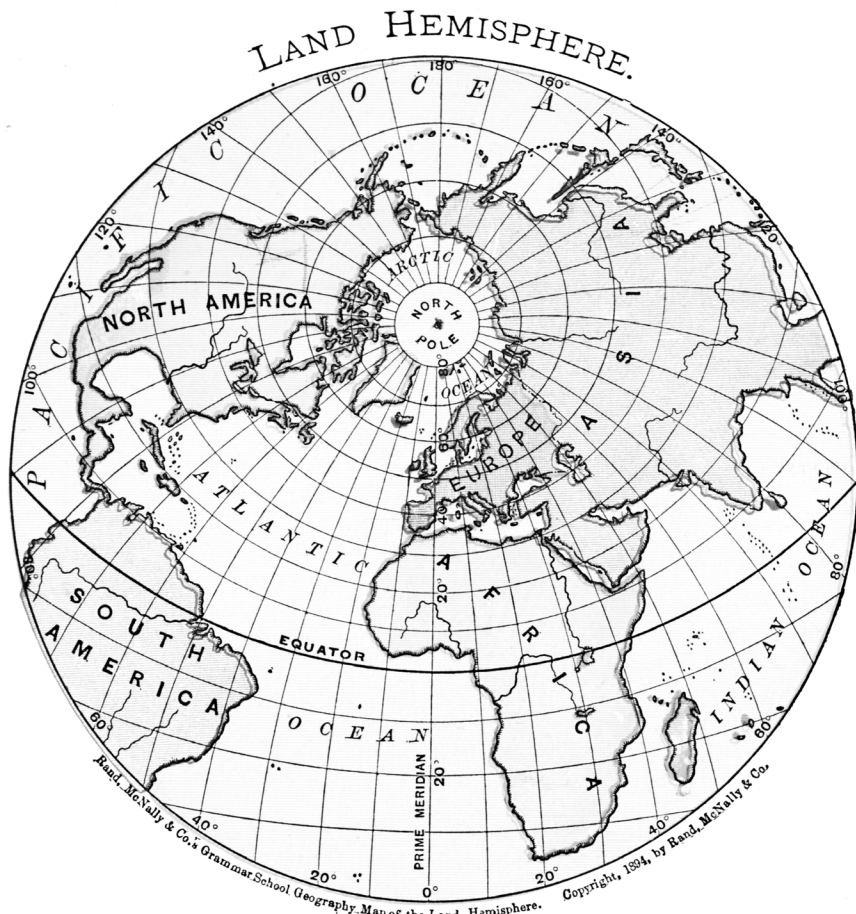 LAND HEMISPHERE.
180°
160°
160°
140°
140°
120°
120°
100°
100°
80°
80°
60°
60°
40°
40°
20°
20°
0°
PACIFIC OCEAN
ARCTIC
OCEAN
NORTH POLE
80
60
40
20°
20°
NORTH AMERICA
ASIA
EUROPE
ATLANTIC
OCEAN
AFRICA
INDIAN OCEAN
SOUTH
AMERICA
EQUATOR
PRIME MERIDIAN
Rand, McNally & Co.'s Grammar School Geography Map of the Land Hemisphere.
Copyright, 1894, by Rand, McNally & Co.